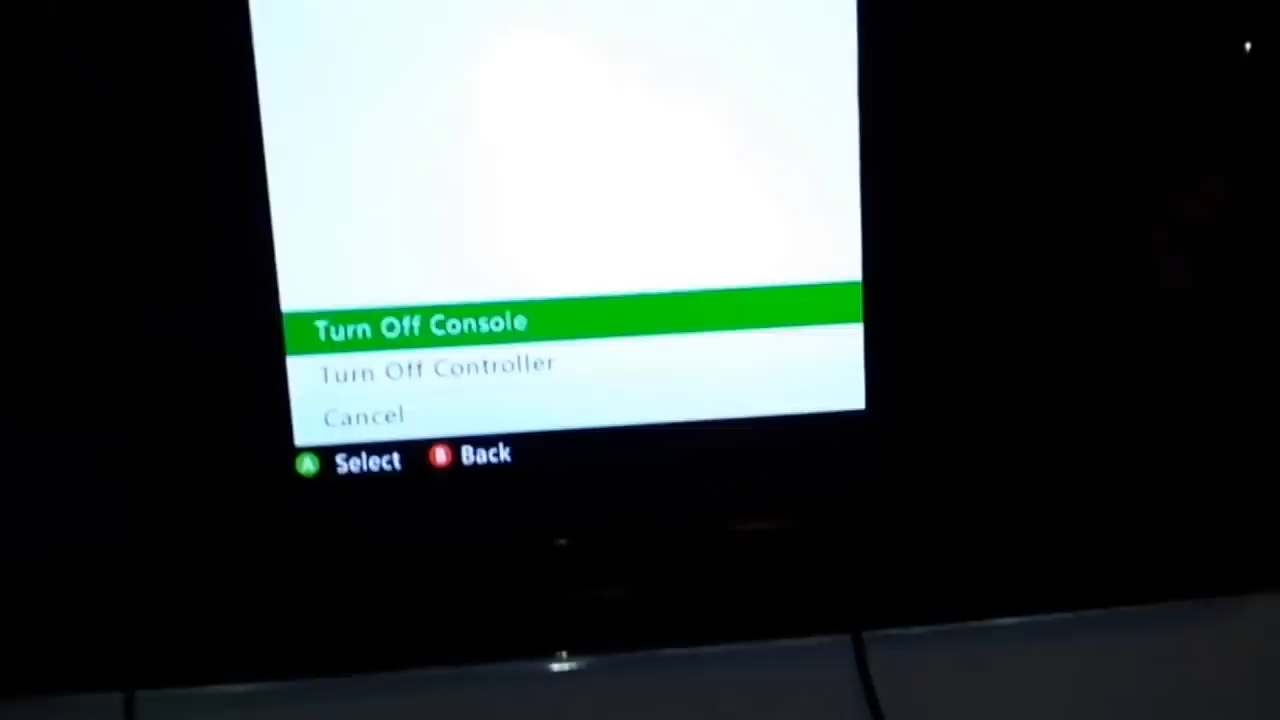 Turn Off Console
Turn Off Controller
Cancel
A Select B Back